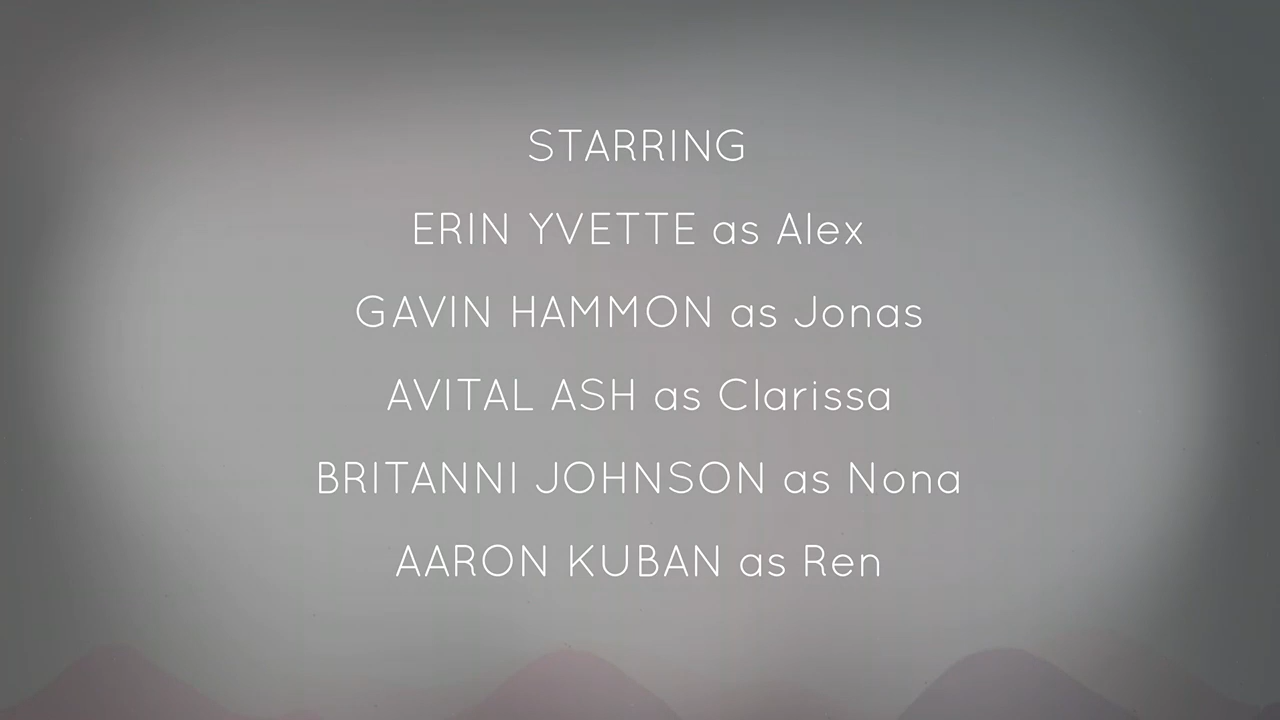 STARRING
ERIN YVETTE as Alex
GAVIN HAMMON as Jonas
AVITAL ASH as Clarissa
BRITANNI JOHNSON as Nona
AARON KUBAN as Ren